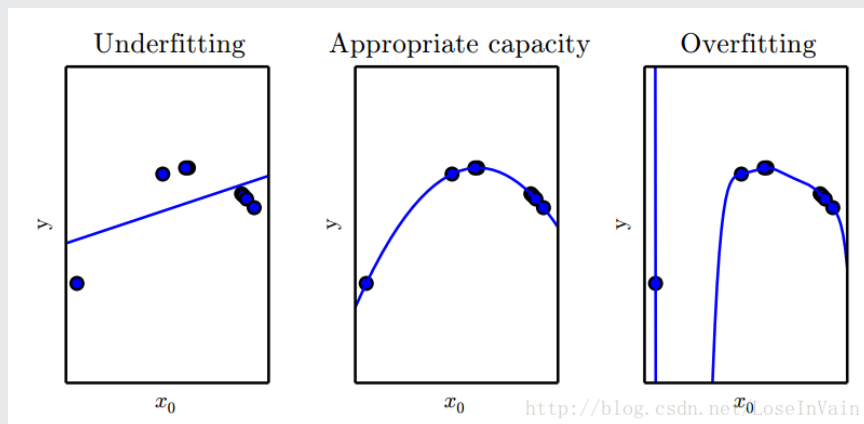 Underfitting
Appropriate capacity
Overfitting
y
y
y
x₀
x₀
x₀
http://blog.csdn.net/LoseInVain